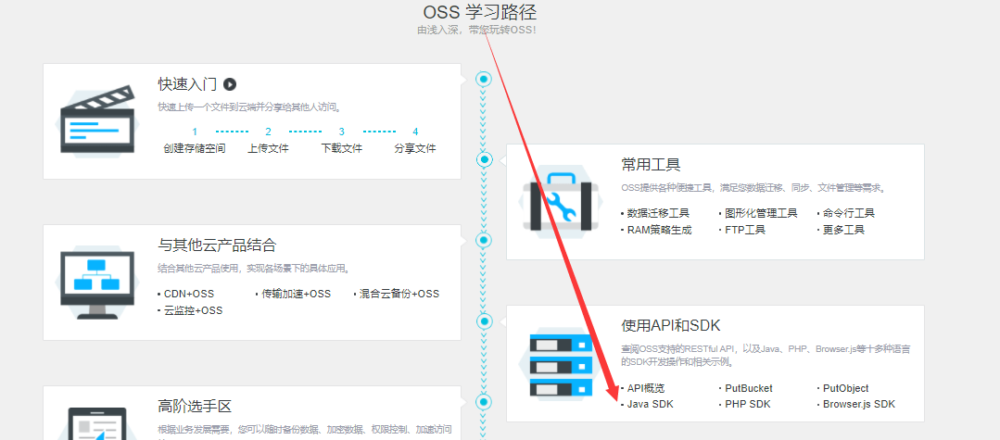 OSS 学习路径
由浅入深，带您玩转OSS!
快速入门
快速上传一个文件到云端并分享给其他人访问。
1 2 3 4
创建存储空间 上传文件 下载文件 分享文件
常用工具
OSS提供各种便捷工具，满足您数据迁移、同步、文件管理等需求。
• 数据迁移工具 • 图形化管理工具 • 命令行工具
• RAM策略生成 • FTP工具 • 更多工具
与其他云产品结合
结合其他云产品使用，实现各场景下的具体应用。
• CDN+OSS • 传输加速+OSS • 混合云备份+OSS
• 云监控+OSS
使用API和SDK
查阅OSS支持的RESTful API，以及Java、PHP、Browser.js等十多种语言
的SDK开发操作和相关示例。
• API概览 • PutBucket • PutObject
• Java SDK • PHP SDK • Browser.js SDK
高阶选手区
根据业务发展需要，您可以随时备份数据、加密数据、权限控制、加速访问